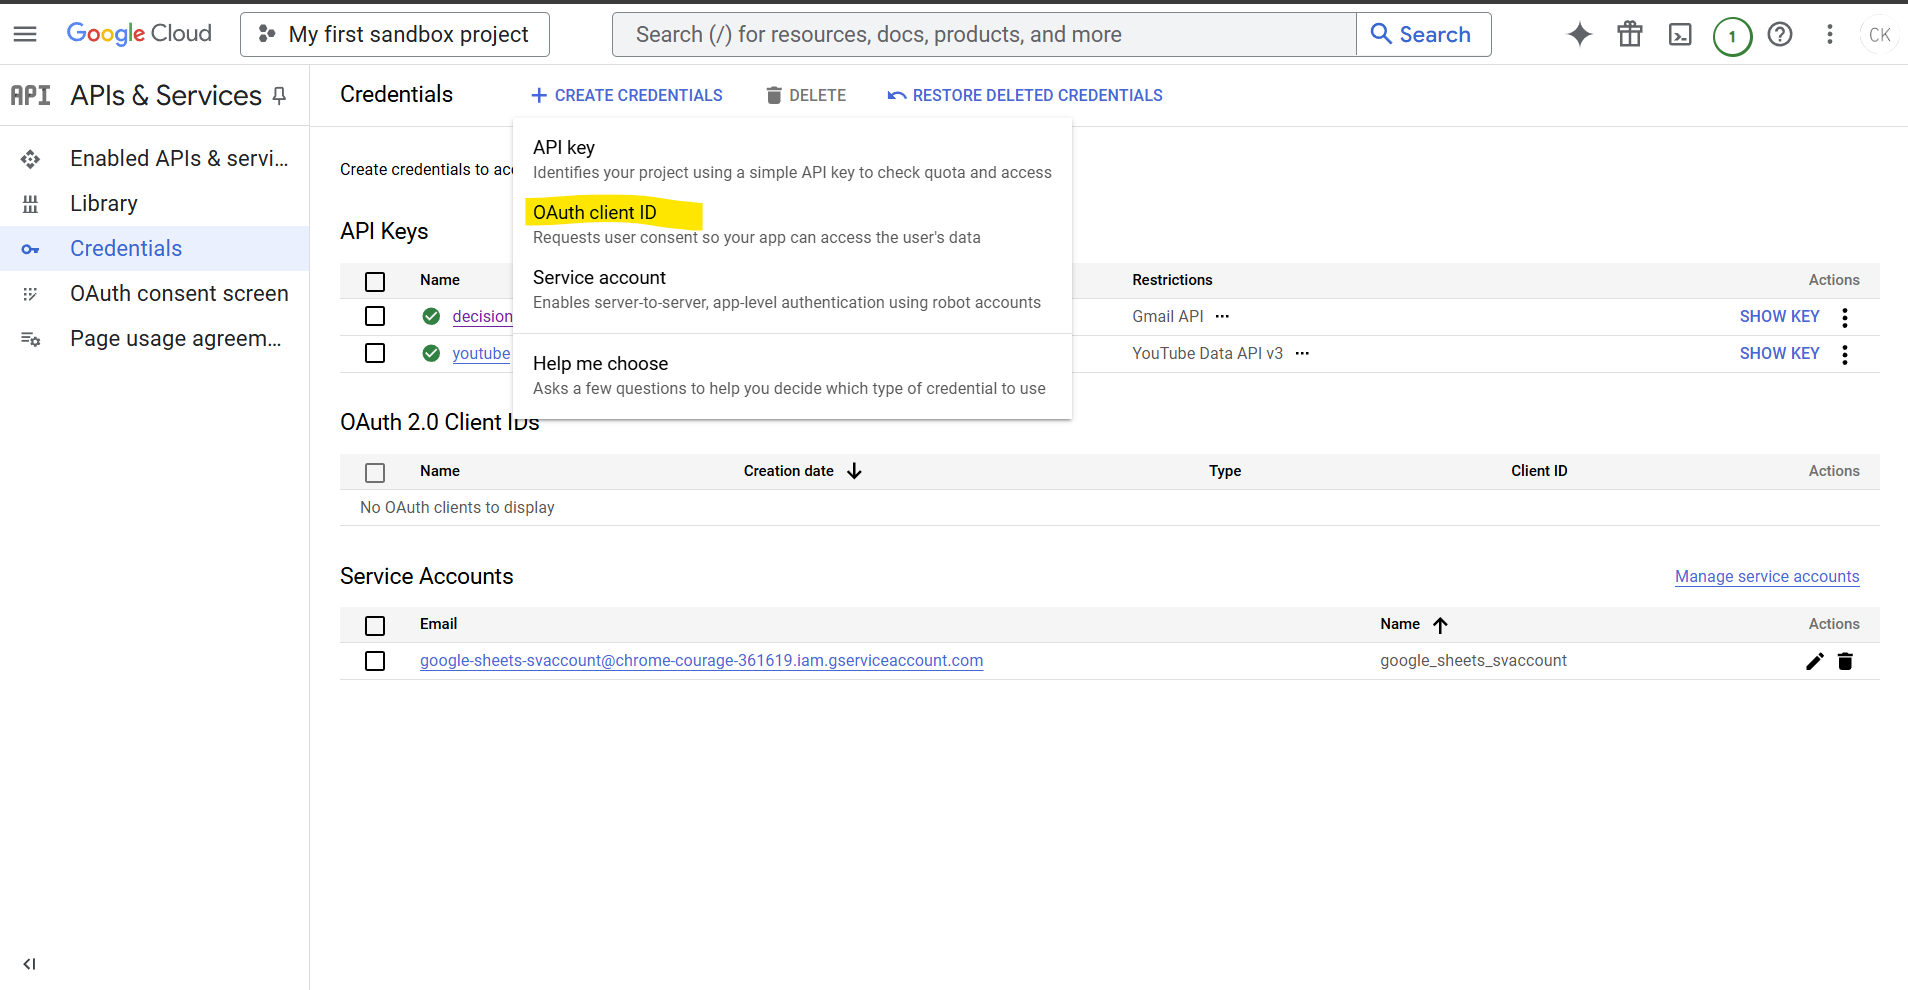 Google Cloud
My first sandbox project
Search (/) for resources, docs, products, and more
Search
1
CK
API
APIs & Services
Enabled APIs & servi...
Library
Credentials
OAuth consent screen
Page usage agreem...
Credentials
CREATE CREDENTIALS
DELETE
RESTORE DELETED CREDENTIALS
Create credentials to acc
API key
Identifies your project using a simple API key to check quota and access
OAuth client ID
Requests user consent so your app can access the user's data
Service account
Enables server-to-server, app-level authentication using robot accounts
Help me choose
Asks a few questions to help you decide which type of credential to use
API Keys
Name Restrictions Actions
decision Gmail API ... SHOW KEY
youtube YouTube Data API v3 ... SHOW KEY
OAuth 2.0 Client IDs
Name Creation date Type Client ID Actions
No OAuth clients to display
Service Accounts
Manage service accounts
Email Name Actions
google-sheets-svaccount@chrome-courage-361619.iam.gserviceaccount.com google_sheets_svaccount